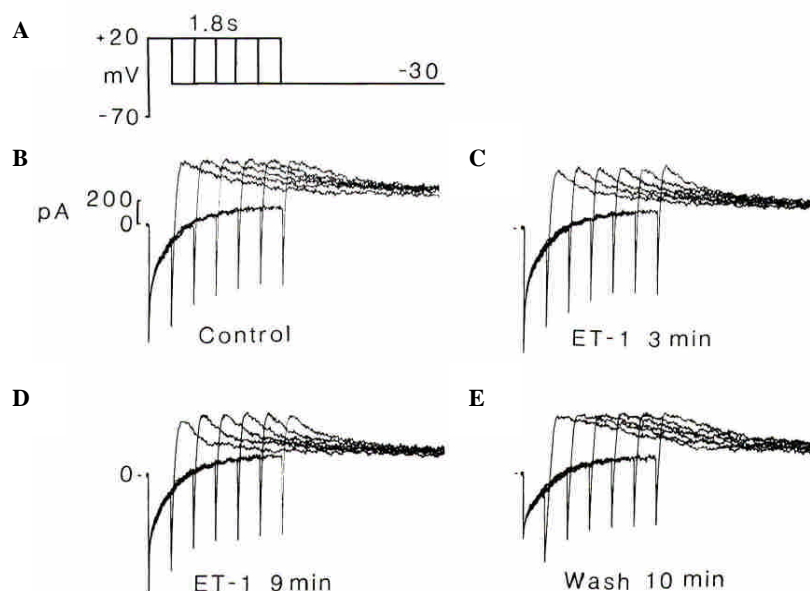 A
1.8s
+20
mV
-70
-30
B
200
pA
0
Control
C
-
ET-1 3 min
D
0-
ET-1 9 min
E
-
Wash 10 min